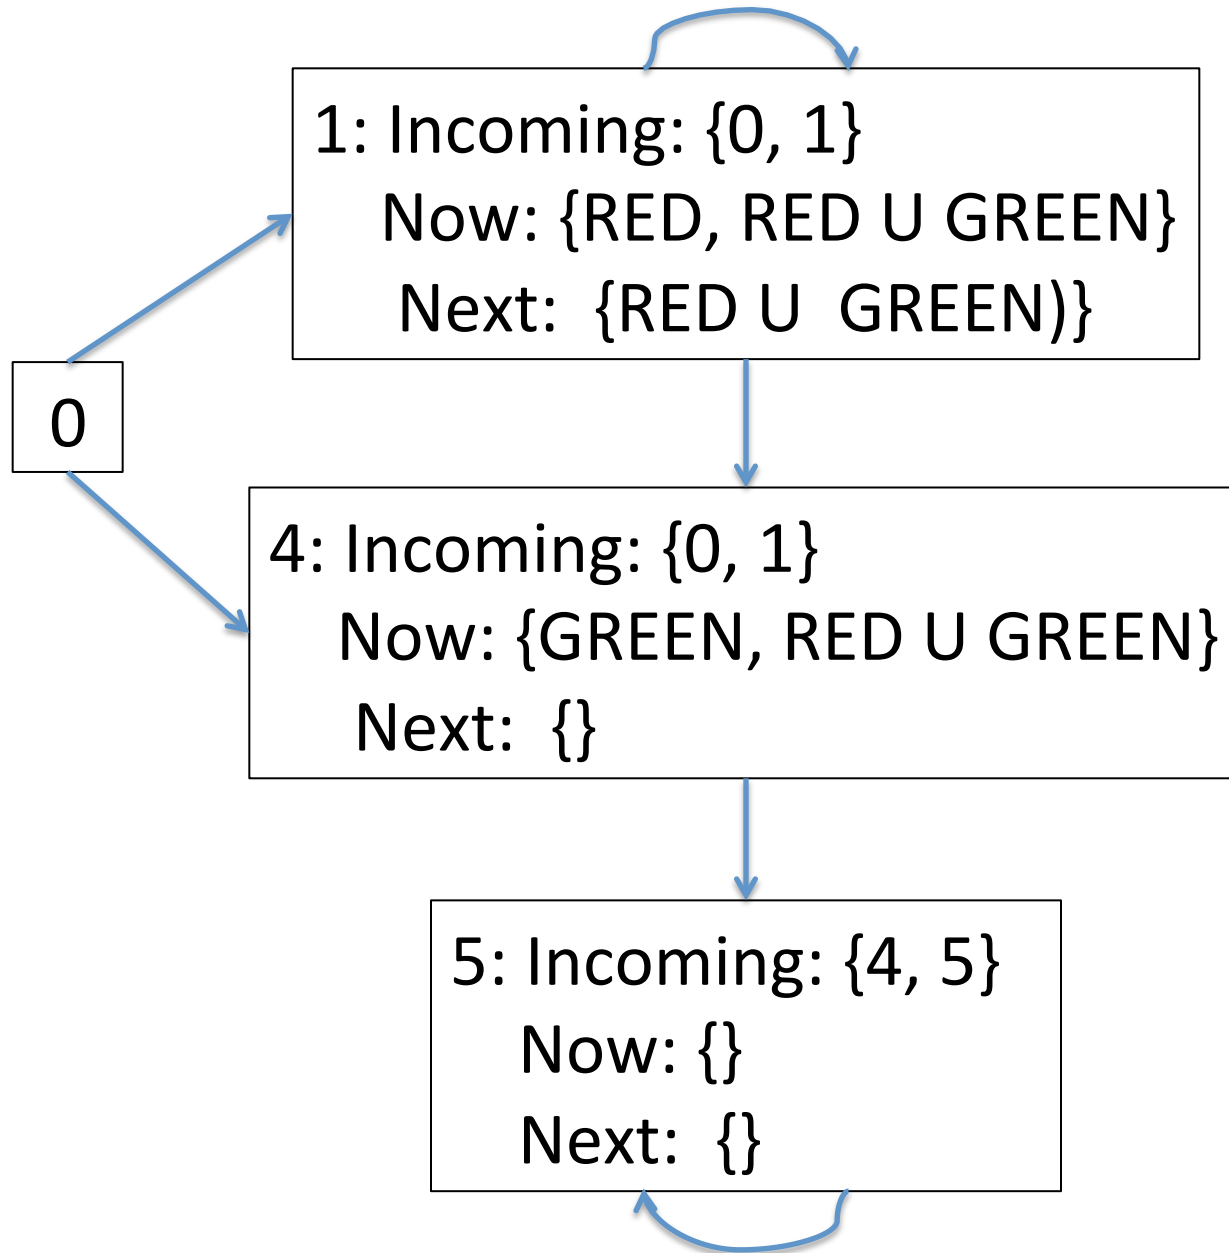 1: Incoming: {0, 1}
Now: {RED, RED U GREEN}
Next: {RED U GREEN)}
0
4: Incoming: {0, 1}
Now: {GREEN, RED U GREEN}
Next: {}
5: Incoming: {4, 5}
Now: {}
Next: {}